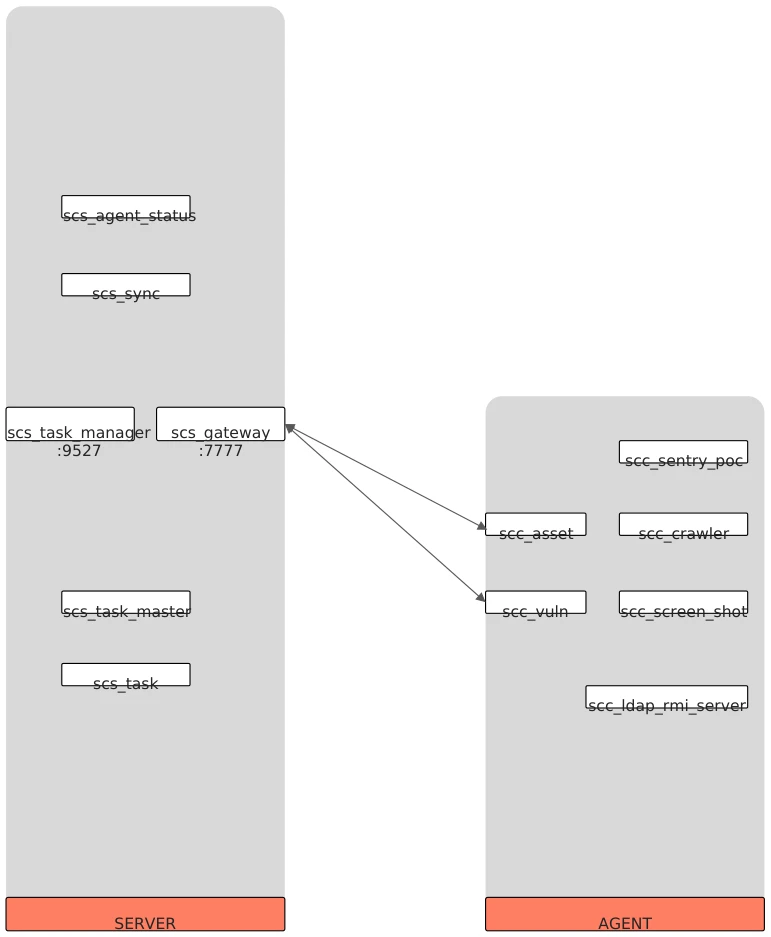 scs_agent_status
scs_sync
scs_task_manager
:9527
scs_gateway
:7777
scs_task_master
scs_task
SERVER
scc_sentry_poc
scc_asset
scc_crawler
scc_vuln
scc_screen_shot
scc_ldap_rmi_server
AGENT